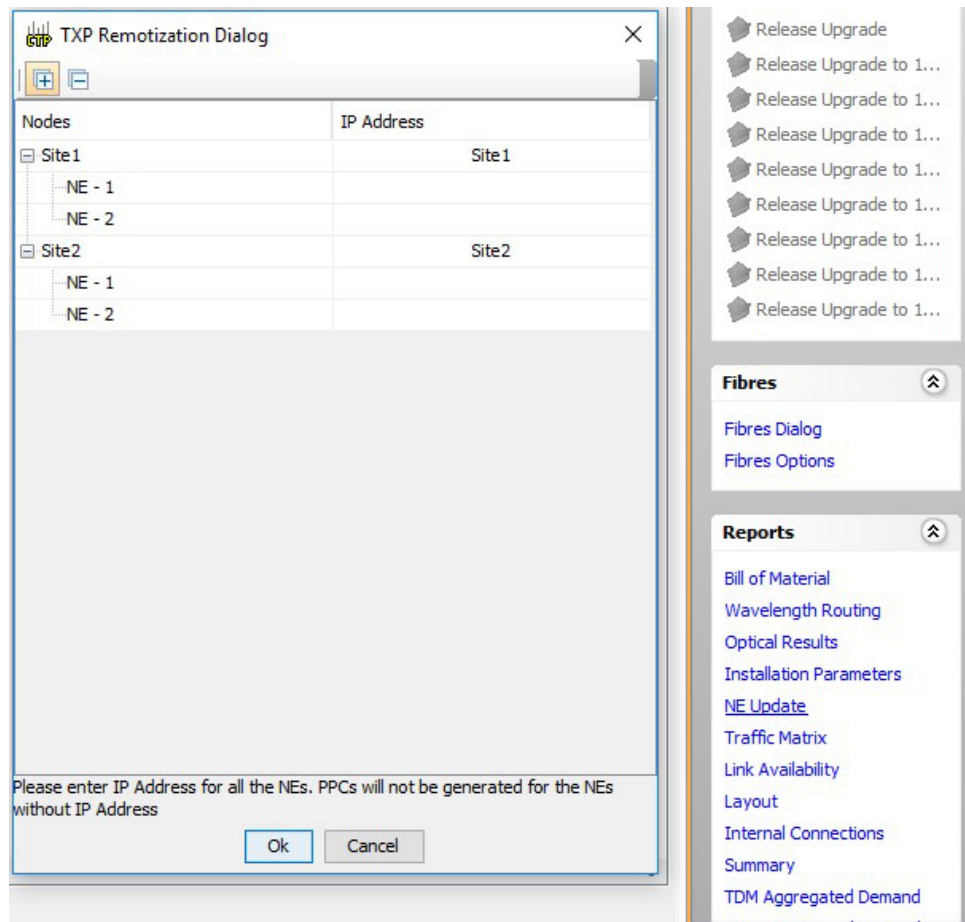 CTP
TXP Remotization Dialog
Nodes
IP Address
Site1
Site1
NE - 1
NE - 2
Site2
Site2
NE - 1
NE - 2
Please enter IP Address for all the NEs. PPCs will not be generated for the NEs
without IP Address
Ok
Cancel
Release Upgrade
Release Upgrade to 1...
Release Upgrade to 1...
Release Upgrade to 1...
Release Upgrade to 1...
Release Upgrade to 1...
Release Upgrade to 1...
Release Upgrade to 1...
Release Upgrade to 1...
Fibres
Fibres Dialog
Fibres Options
Reports
Bill of Material
Wavelength Routing
Optical Results
Installation Parameters
NE Update
Traffic Matrix
Link Availability
Layout
Internal Connections
Summary
TDM Aggregated Demand